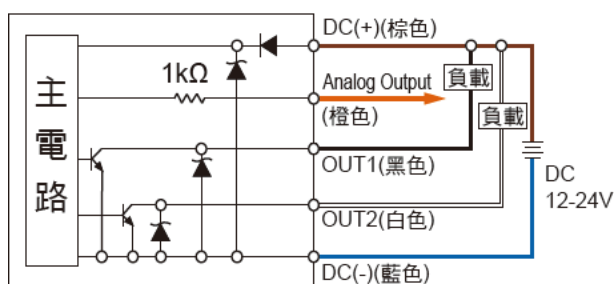 DC(+)(棕色)
1kΩ
Analog Output
(橙色)
負載
負載
主電路
OUT1(黑色)
OUT2(白色)
DC
12-24V
DC(-)(藍色)